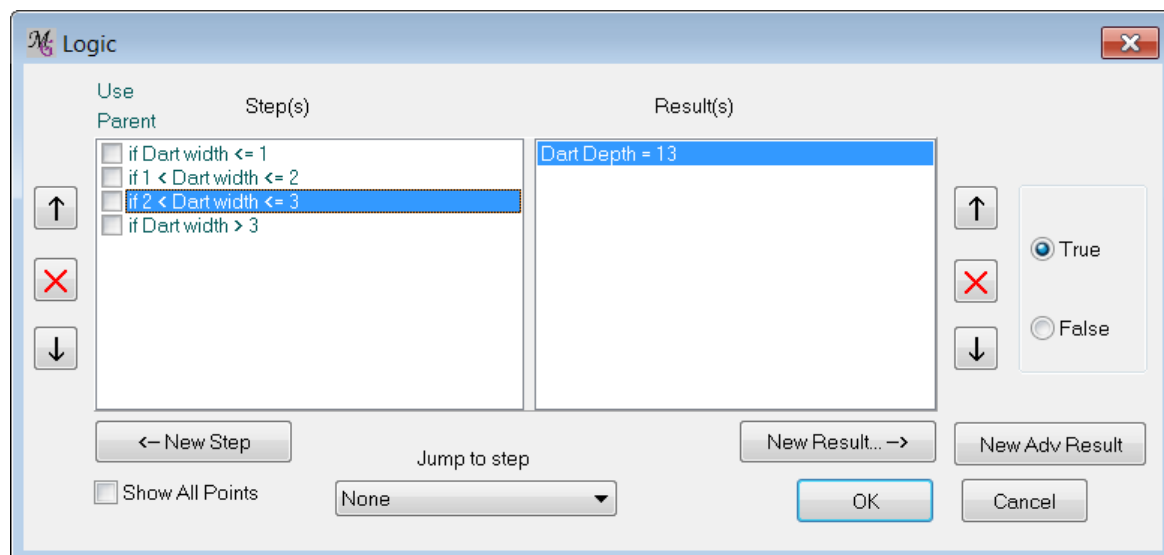 Logic
Use
Parent
Step(s)
Result(s)
if Dart width <= 1
if 1 < Dart width <= 2
if 2 < Dart width <= 3
if Dart width > 3
Dart Depth = 13
True
False
<-- New Step
Jump to step
New Result... -->
New Adv Result
Show All Points
None
OK
Cancel